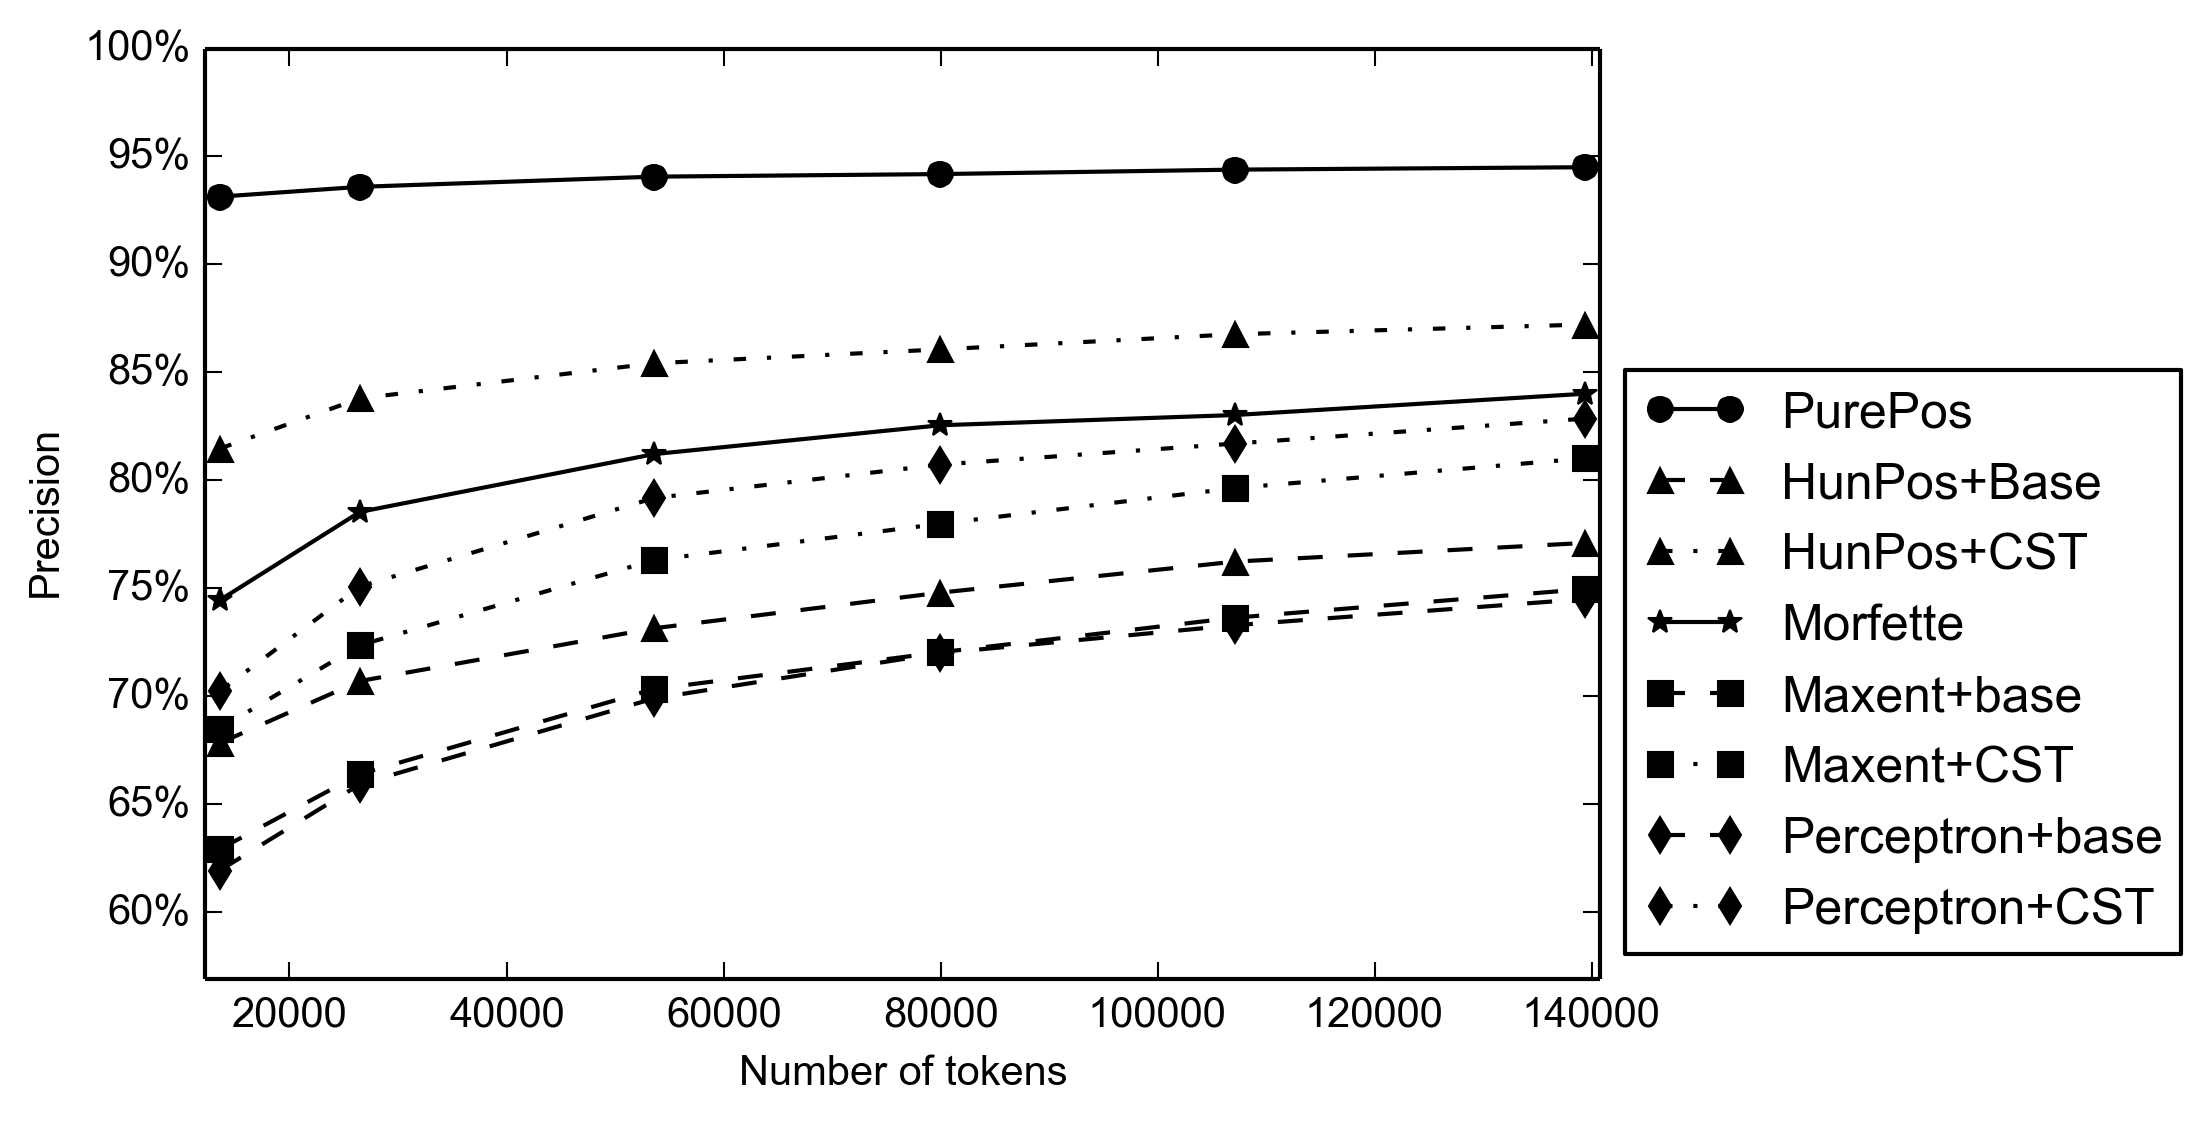 100%
95%
90%
85%
80%
75%
70%
65%
60%
Precision
20000 40000 60000 80000 100000 120000 140000
Number of tokens
PurePos
HunPos+Base
HunPos+CST
Morfette
Maxent+base
Maxent+CST
Perceptron+base
Perceptron+CST